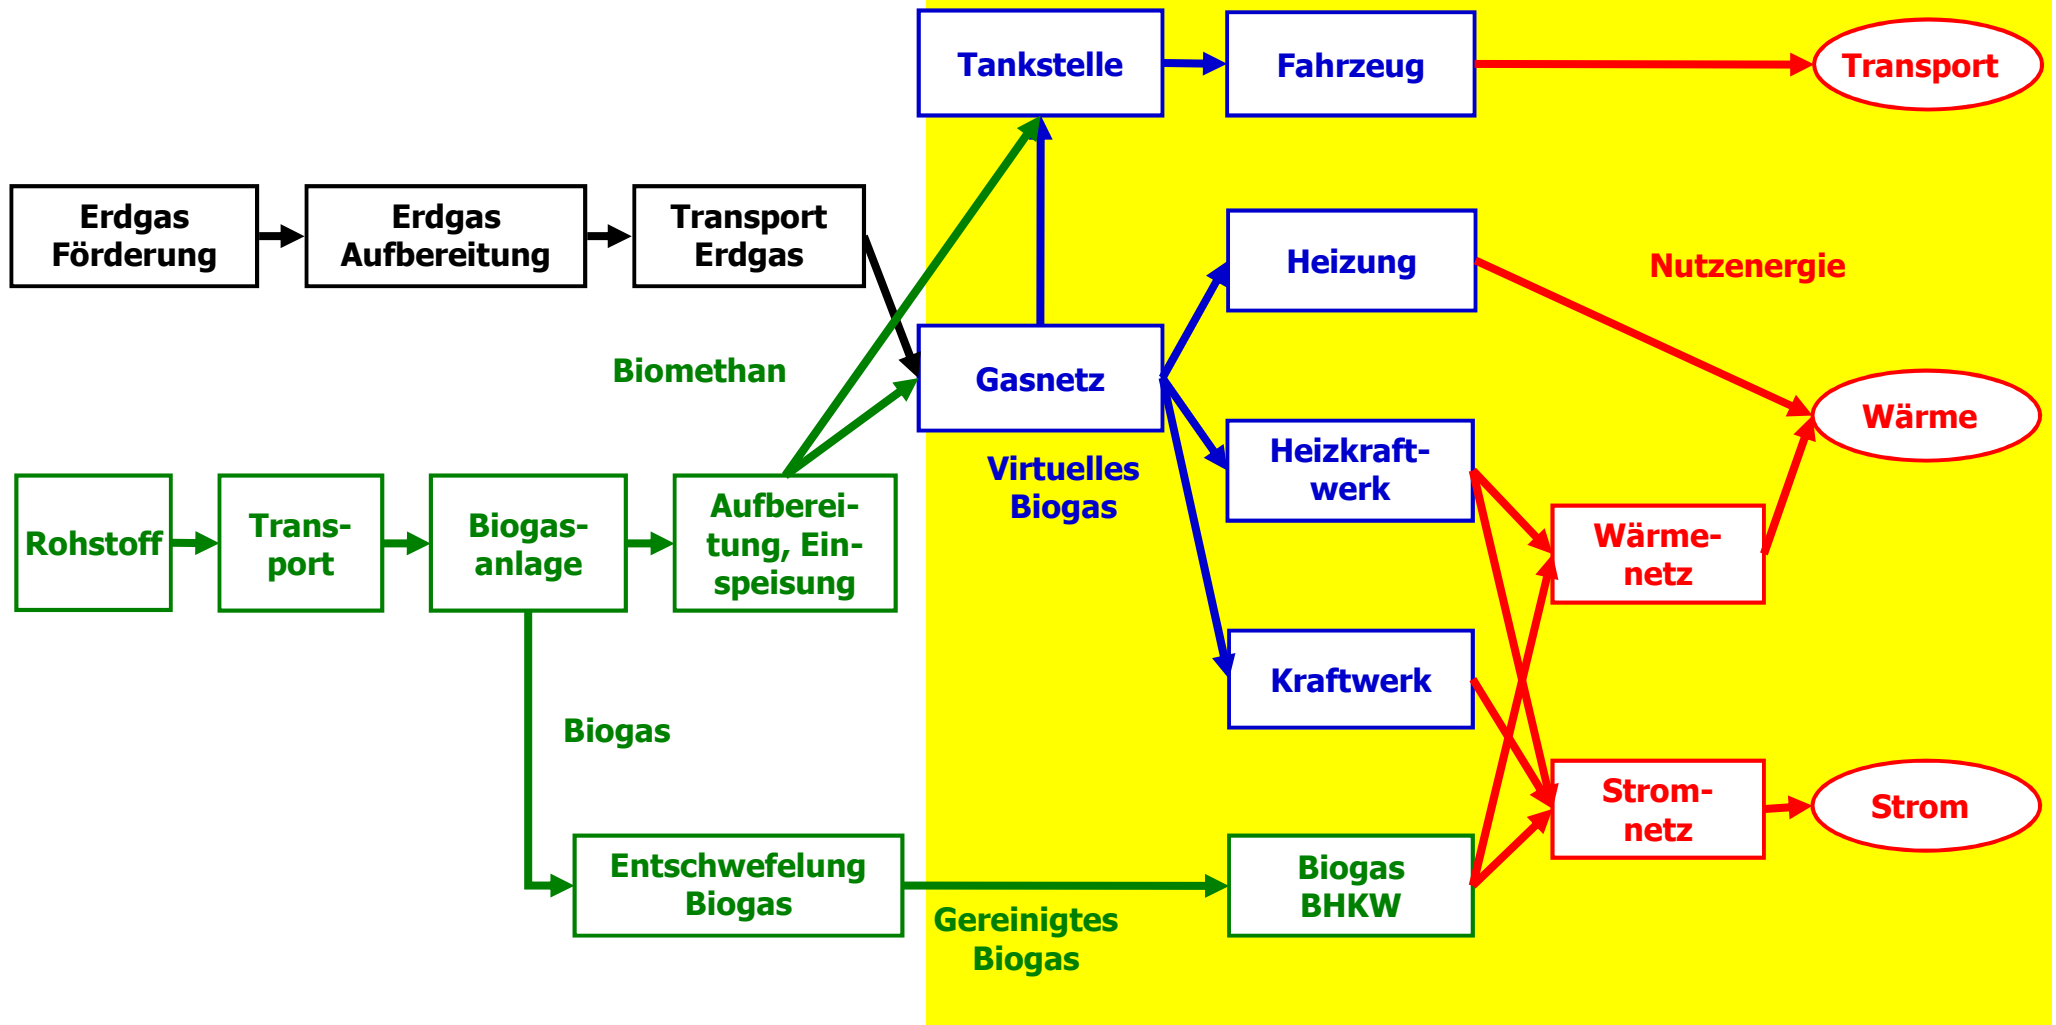 Tankstelle
Fahrzeug
Transport
Erdgas
Förderung
Erdgas
Aufbereitung
Transport
Erdgas
Heizung
Nutzenergie
Biomethan
Gasnetz
Wärme
Virtuelles
Biogas
Heizkraft-
werk
Rohstoff
Trans-
port
Biogas-
anlage
Aufberei-
tung, Ein-
speisung
Wärme-
netz
Kraftwerk
Biogas
Strom-
netz
Strom
Entschwefelung
Biogas
Gereinigtes
Biogas
Biogas
BHKW